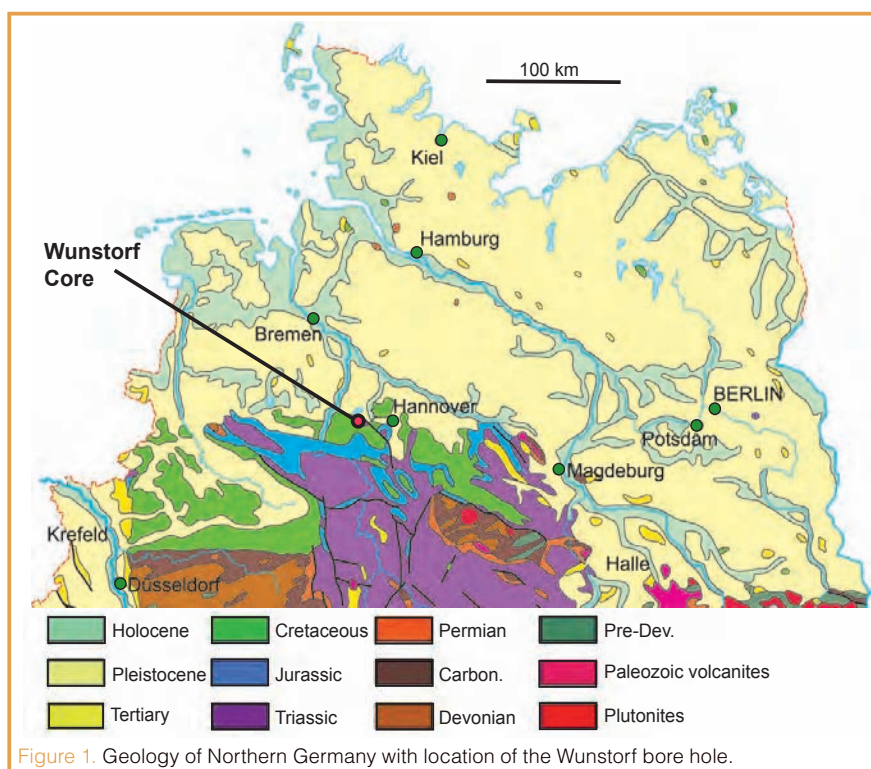 100 km
Kiel
Hamburg
Wunstorf
Core
Bremen
Hannover
BERLIN
Potsdam
Magdeburg
Krefeld
Halle
Düsseldorf
Holocene
Cretaceous
Permian
Pre-Dev.
Pleistocene
Jurassic
Carbon.
Paleozoic volcanites
Tertiary
Triassic
Devonian
Plutonites
Figure 1. Geology of Northern Germany with location of the Wunstorf bore hole.